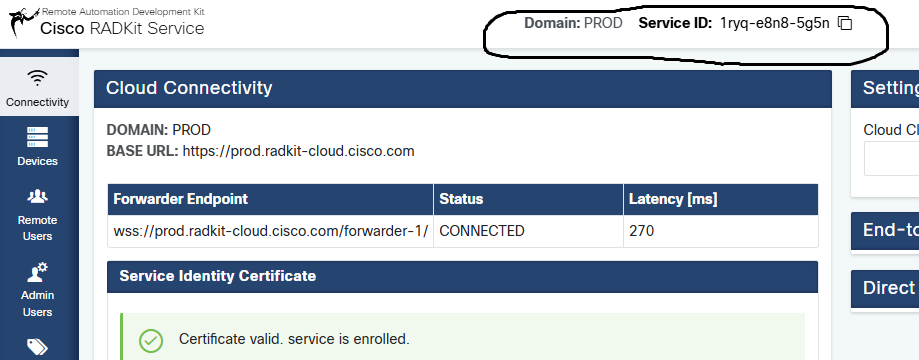 Remote Automation Development Kit
Cisco RADKit Service
Domain: PROD Service ID: 1ryq-e8n8-5g5n
Connectivity
Devices
Remote
Users
Admin
Users
Cloud Connectivity
DOMAIN: PROD
BASE URL: https://prod.radkit-cloud.cisco.com
Forwarder Endpoint Status Latency [ms]
wss://prod.radkit-cloud.cisco.com/forwarder-1/ CONNECTED 270
Service Identity Certificate
Certificate valid. service is enrolled.
Setting
Cloud Cl
End-to
Direct